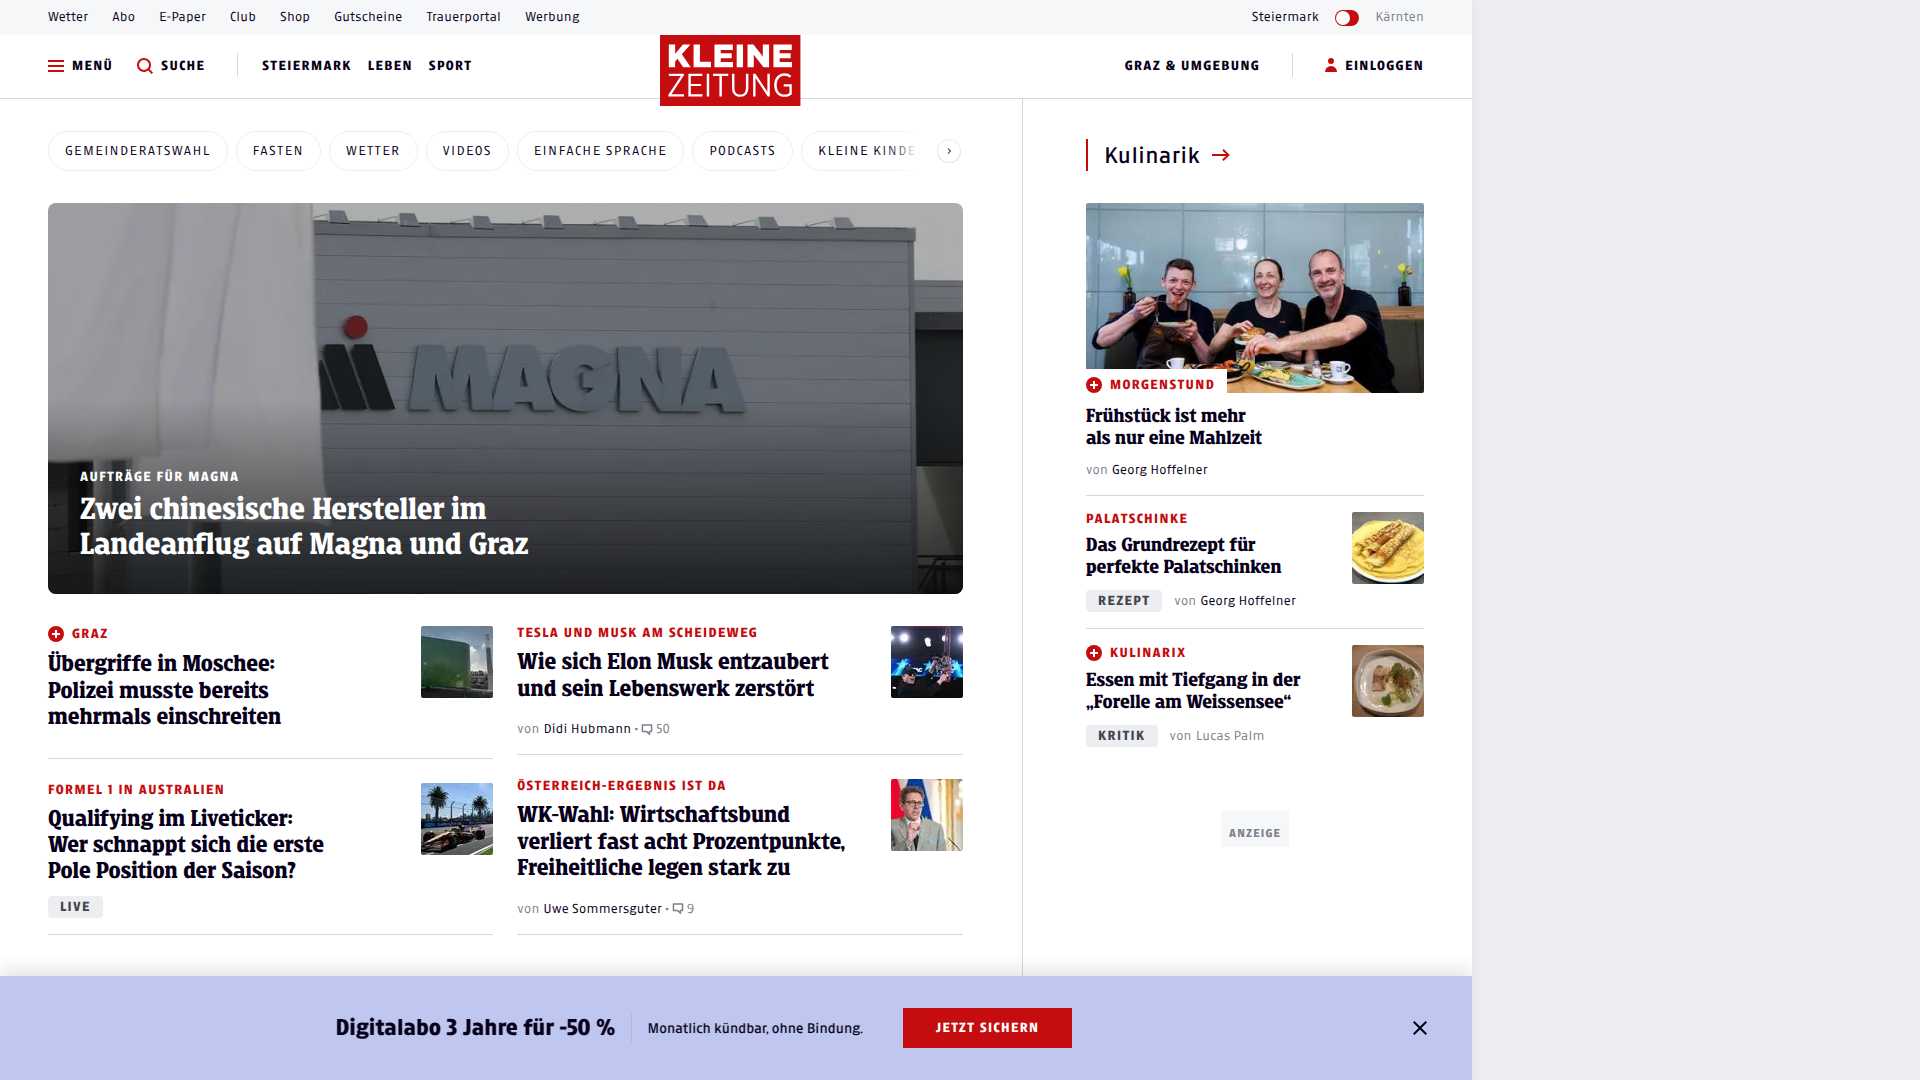 Wetter Abo E-Paper Club Shop Gutscheine Trauerportal Werbung Steiermark Kärnten
MENÜ SUCHE STEIERMARK LEBEN SPORT KLEINE ZEITUNG GRAZ & UMGEBUNG EINLOGGEN
GEMEINDERATSWAHL FASTEN WETTER VIDEOS EINFACHE SPRACHE PODCASTS KLEINE KINDE
MAGNA
AUFTRÄGE FÜR MAGNA
Zwei chinesische Hersteller im
Landeanflug auf Magna und Graz
GRAZ
Übergriffe in Moschee:
Polizei musste bereits
mehrmals einschreiten
FORMEL 1 IN AUSTRALIEN
Qualifying im Liveticker:
Wer schnappt sich die erste
Pole Position der Saison?
LIVE
TESLA UND MUSK AM SCHEIDEWEG
Wie sich Elon Musk entzaubert
und sein Lebenswerk zerstört
von Didi Hubmann • 50
ÖSTERREICH-ERGEBNIS IST DA
WK-Wahl: Wirtschaftsbund
verliert fast acht Prozentpunkte,
Freiheitliche legen stark zu
von Uwe Sommersguter • 9
Kulinarik
MORGENSTUND
Frühstück ist mehr
als nur eine Mahlzeit
von Georg Hoffelner
PALATSCHINKE
Das Grundrezept für
perfekte Palatschinken
REZEPT von Georg Hoffelner
KULINARIX
Essen mit Tiefgang in der
„Forelle am Weissensee“
KRITIK von Lucas Palm
ANZEIGE
Digitalabo 3 Jahre für -50 % Monatlich kündbar, ohne Bindung. JETZT SICHERN